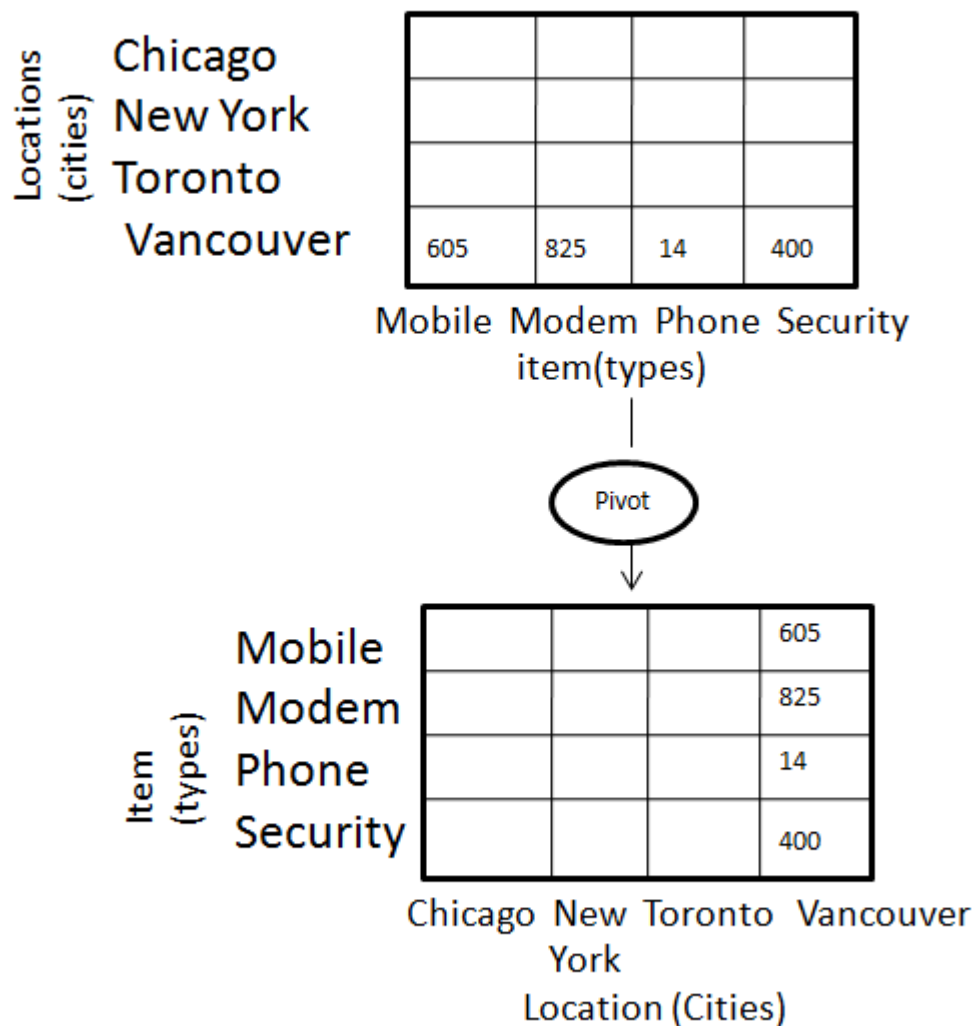 Locations
(cities)
Chicago
New York
Toronto
Vancouver
605 825 14 400
Mobile Modem Phone Security
item(types)
Pivot
Item
(types)
Mobile
605
Modem
825
Phone
14
Security
400
Chicago New Toronto Vancouver
York
Location (Cities)